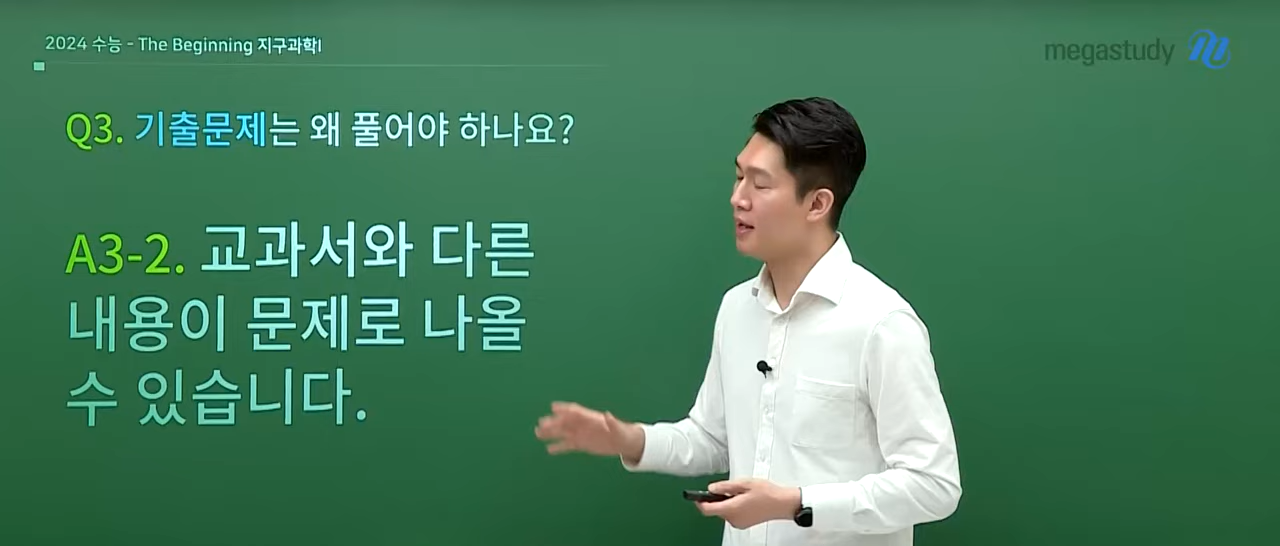 2024 수능 - The Beginning 지구과학I
megastudy
Q3. 기출문제는 왜 풀어야 하나요?
A3-2. 교과서와 다른
내용이 문제로 나올
수 있습니다.